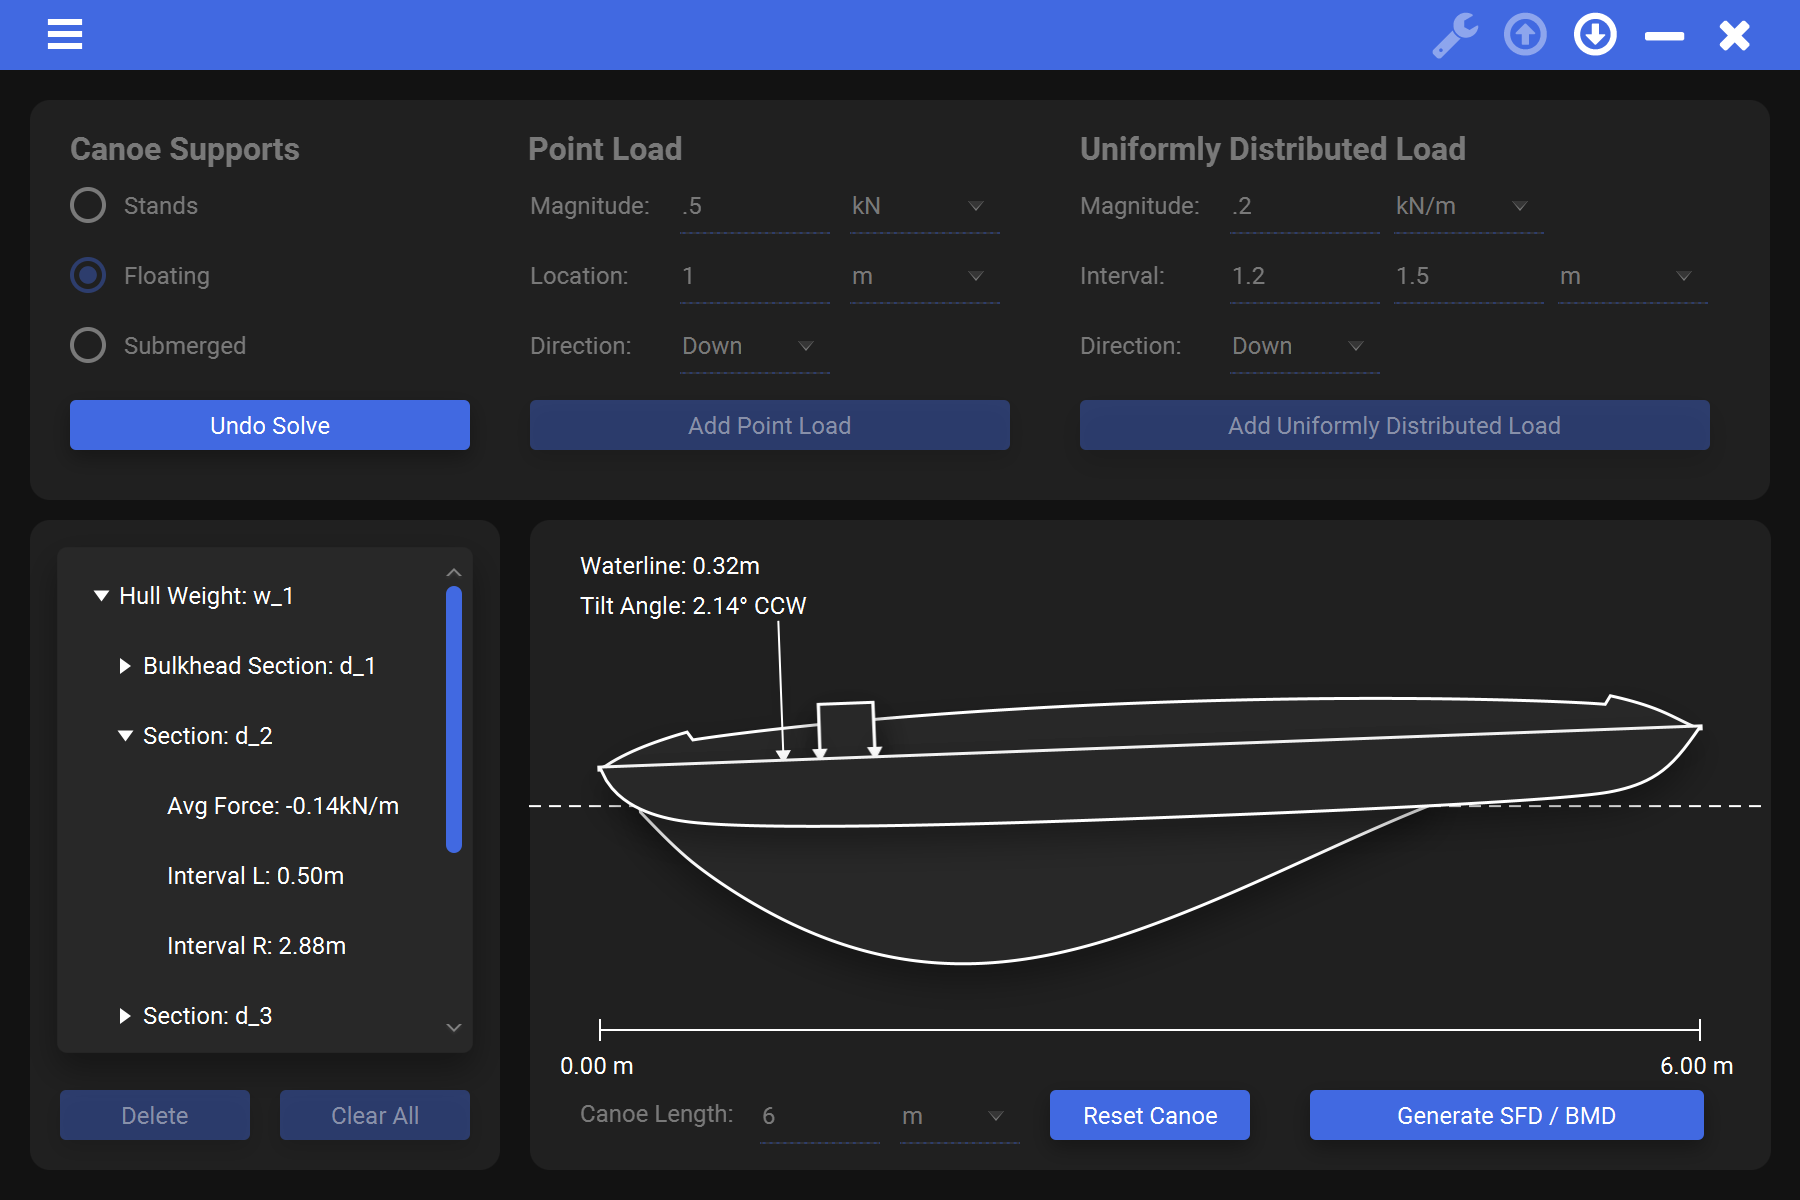 Canoe Supports
Stands
Floating
Submerged
Undo Solve
Point Load
Magnitude: .5 kN
Location: 1 m
Direction: Down
Add Point Load
Uniformly Distributed Load
Magnitude: .2 kN/m
Interval: 1.2 1.5 m
Direction: Down
Add Uniformly Distributed Load
Hull Weight: w_1
Bulkhead Section: d_1
Section: d_2
Avg Force: -0.14kN/m
Interval L: 0.50m
Interval R: 2.88m
Section: d_3
Delete
Clear All
Waterline: 0.32m
Tilt Angle: 2.14° CCW
0.00 m
6.00 m
Canoe Length: 6 m
Reset Canoe
Generate SFD / BMD